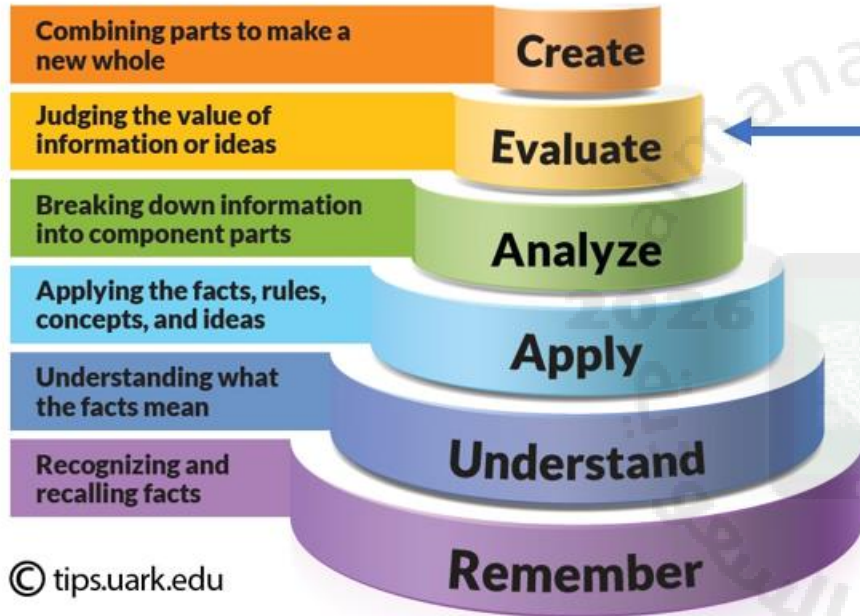 Combining parts to make a
new whole
Create
Judging the value of
information or ideas
Evaluate
Breaking down information
into component parts
Analyze
Applying the facts, rules,
concepts, and ideas
2026
Apply
Understanding what
the facts mean
Understand
Recognizing and
recalling facts
Remember
© tips.uark.edu